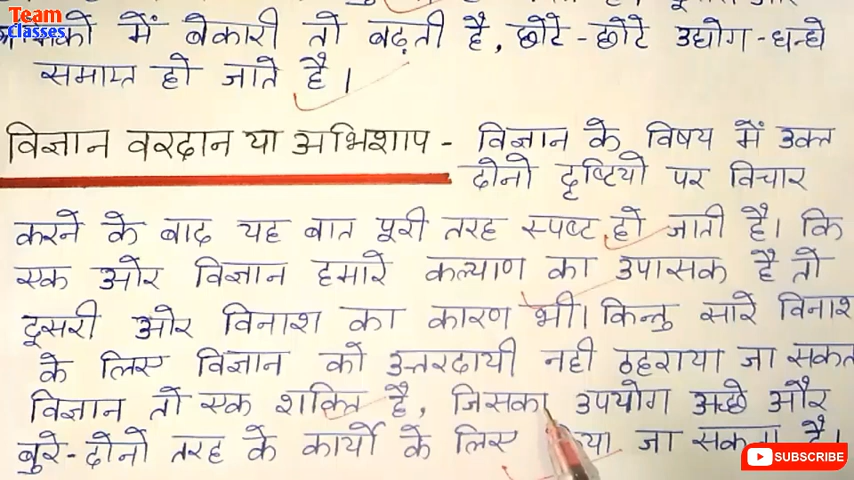 Team
Classes
में बेकारी तो बढ़ती है, छोटे-छोटे उद्योग-धन्धे
समाप्त हो जाते है।
विज्ञान वरदान या अभिशाप - विज्ञान के विषय में उक्त
दोनो दृष्टियो पर विचार
करने के बाद यह बात पूरी तरह स्पष्ट हो जाती है। कि
एक ओर विज्ञान हमारे कल्याण का उपासक है तो
दूसरी ओर विनाश का कारण भी। किन्तु सारे विनाश
के लिए विज्ञान को उत्तरदायी नही ठहराया जा सकता
विज्ञान तो एक शक्ति है, जिसका उपयोग अच्छे और
बुरे-दोनो तरह के कार्यो के लिए जा सकता है।
SUBSCRIBE